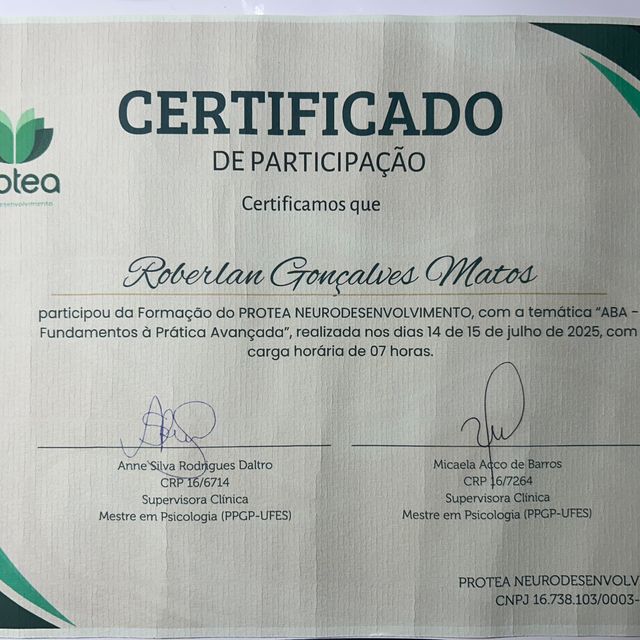 CERTIFICADO
DE PARTICIPAÇÃO
otea
Certificamos que
Roberlan Gonçalves Matos
participou da Formação do PROTEA NEURODESENVOLVIMENTO, com a temática “ABA -
Fundamentos à Prática Avançada”, realizada nos dias 14 de 15 de julho de 2025, com
carga horária de 07 horas.
Anne Silva Rodrigues Daltro
CRP 16/6714
Supervisora Clínica
Mestre em Psicologia (PPGP-UFES)
Micaela Acco de Barros
CRP 16/7264
Supervisora Clínica
Mestre em Psicologia (PPGP-UFES)
PROTEA NEURODESENVOLV
CNPJ 16.738.103/0003-